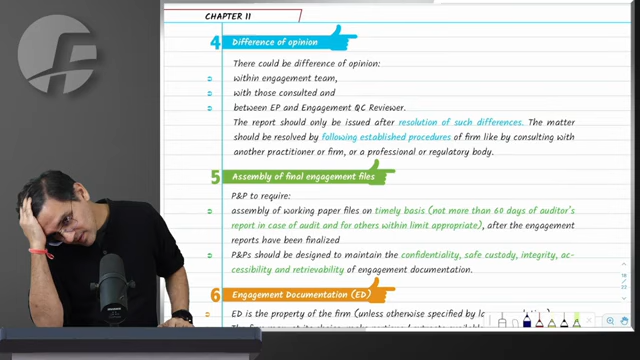 CHAPTER 11
4 Difference of opinion
There could be difference of opinion:
within engagement team,
with those consulted and
between EP and Engagement QC Reviewer.
The report should only be issued after resolution of such differences. The matter
should be resolved by following established procedures of firm like by consulting with
another practitioner or firm, or a professional or regulatory body.
5 Assembly of final engagement files
P&P to require:
assembly of working paper files on timely basis (not more than 60 days of auditor's
report in case of audit and for others within limit appropriate), after the engagement
reports have been finalized
P&Ps should be designed to maintain the confidentiality, safe custody, integrity, ac-
cessibility and retrievability of engagement documentation.
6 Engagement Documentation (ED)
ED is the property of the firm (unless otherwise specified by